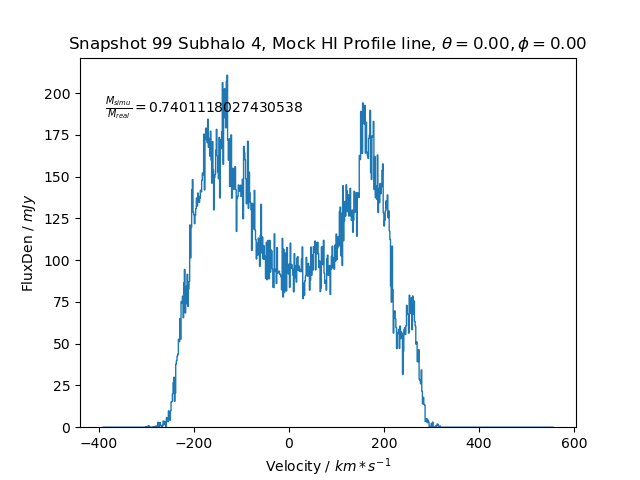 Snapshot 99 Subhalo 4, Mock HI Profile line, θ = 0.00, ϕ = 0.00
M_simu/M_real = 0.7401118027430538
FluxDen / mJy
200
175
150
125
100
75
50
25
0
−400 −200 0 200 400 600
Velocity / km * s⁻¹